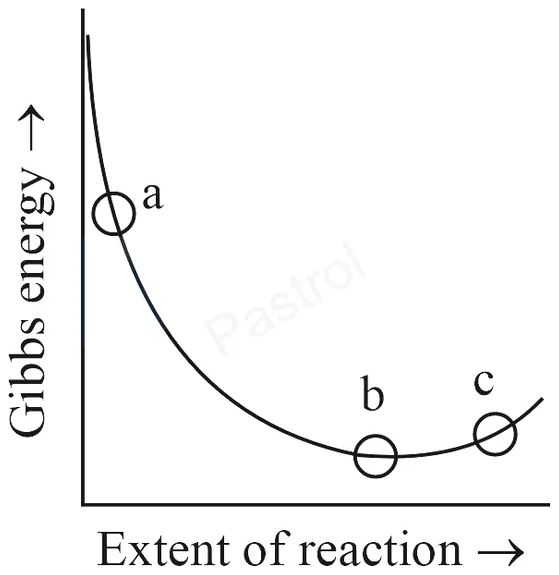 Gibbs energy →
a
b
c
Pastrol
Extent of reaction →